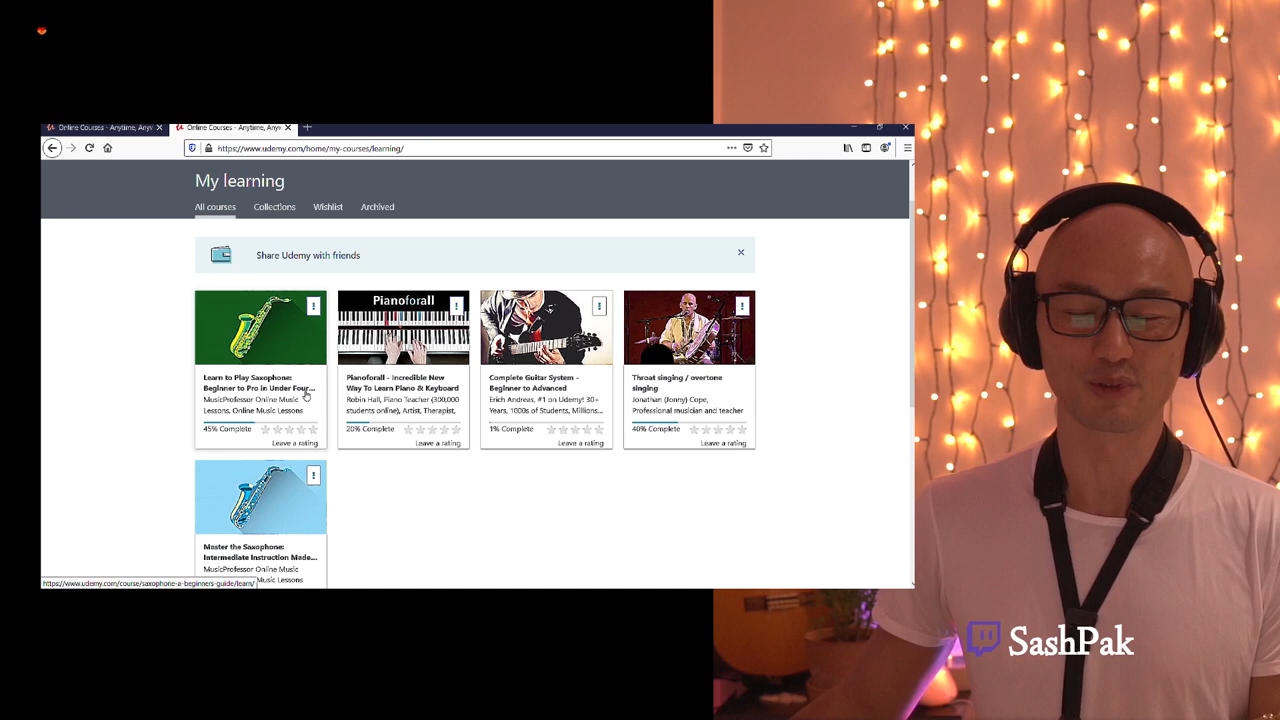 Online Courses - Anytime, Anyw
Online Courses - Anytime, Anyw
https://www.udemy.com/home/my-courses/learning/
My learning
All courses
Collections
Wishlist
Archived
Share Udemy with friends
Pianoforall
Learn to Play Saxophone:
Beginner to Pro in Under Four...
MusicProfessor Online Music
Lessons, Online Music Lessons
45% Complete
Leave a rating
Pianoforall - Incredible New
Way To Learn Piano & Keyboard
Robin Hall, Piano Teacher (300,000
students online), Artist, Therapist,
20% Complete
Leave a rating
Complete Guitar System -
Beginner to Advanced
Erich Andreas, #1 on Udemy! 30+
Years, 1000s of Students, Millions...
1% Complete
Leave a rating
Throat singing / overtone
singing
Jonathan (Jonny) Cope,
Professional musician and teacher
40% Complete
Leave a rating
Master the Saxophone:
Intermediate Instruction Made...
MusicProfessor Online Music
Music Lessons
https://www.udemy.com/course/saxophone-a-beginners-guide/learn/
SashPak